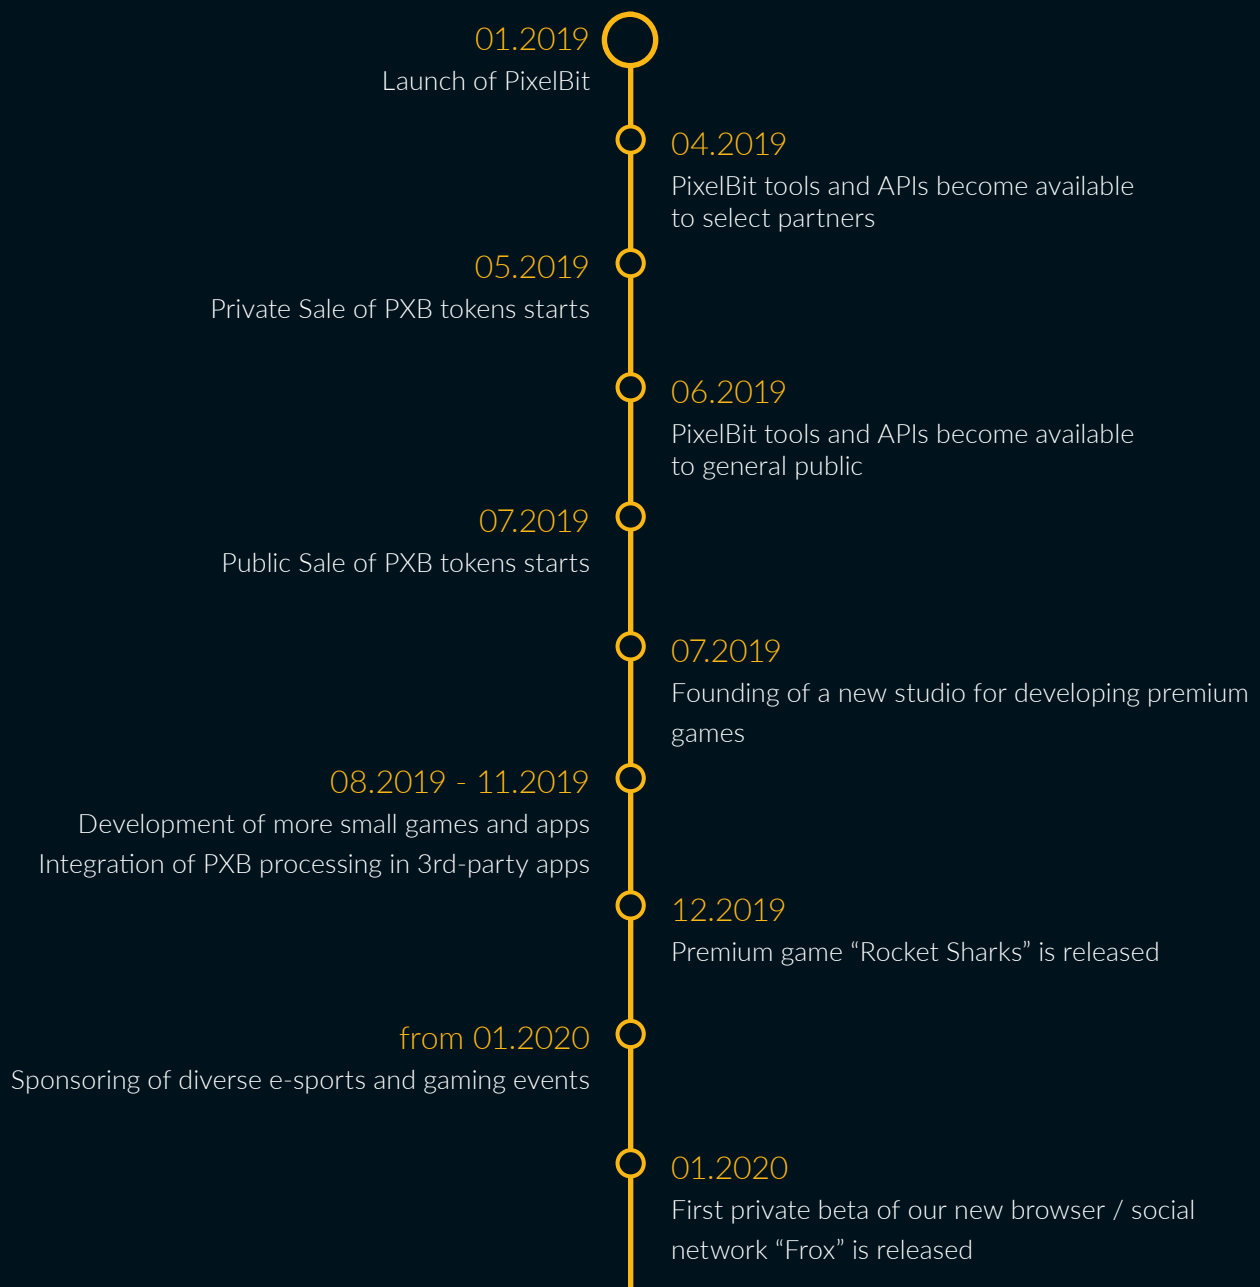 01.2019
Launch of PixelBit
04.2019
PixelBit tools and APIs become available
to select partners
05.2019
Private Sale of PXB tokens starts
06.2019
PixelBit tools and APIs become available
to general public
07.2019
Public Sale of PXB tokens starts
07.2019
Founding of a new studio for developing premium
games
08.2019 - 11.2019
Development of more small games and apps
Integration of PXB processing in 3rd-party apps
12.2019
Premium game “Rocket Sharks” is released
from 01.2020
Sponsoring of diverse e-sports and gaming events
01.2020
First private beta of our new browser / social
network “Frox” is released